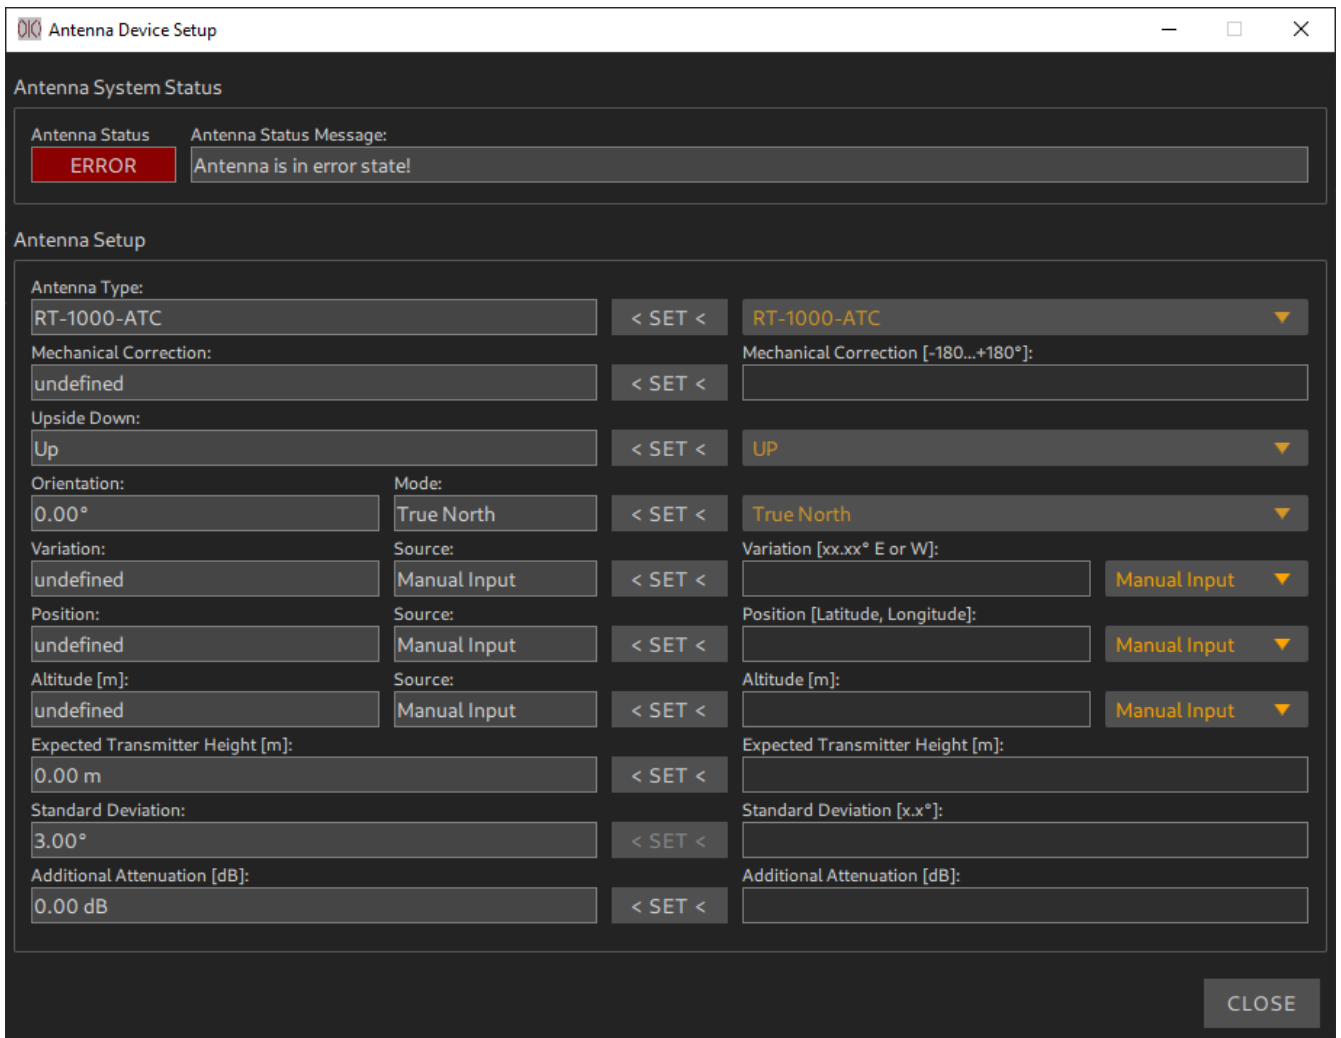 Antenna Device Setup
Antenna System Status
Antenna Status Antenna Status Message:
ERROR Antenna is in error state!
Antenna Setup
Antenna Type:
RT-1000-ATC < SET < RT-1000-ATC
Mechanical Correction: Mechanical Correction [-180...+180°]:
undefined < SET <
Upside Down:
Up < SET < UP
Orientation: Mode:
0.00° True North < SET < True North
Variation: Source: Variation [xx.xx° E or W]:
undefined Manual Input < SET < Manual Input
Position: Source: Position [Latitude, Longitude]:
undefined Manual Input < SET < Manual Input
Altitude [m]: Source: Altitude [m]:
undefined Manual Input < SET < Manual Input
Expected Transmitter Height [m]: Expected Transmitter Height [m]:
0.00 m < SET <
Standard Deviation: Standard Deviation [x.x°]:
3.00° < SET <
Additional Attenuation [dB]: Additional Attenuation [dB]:
0.00 dB < SET <
CLOSE